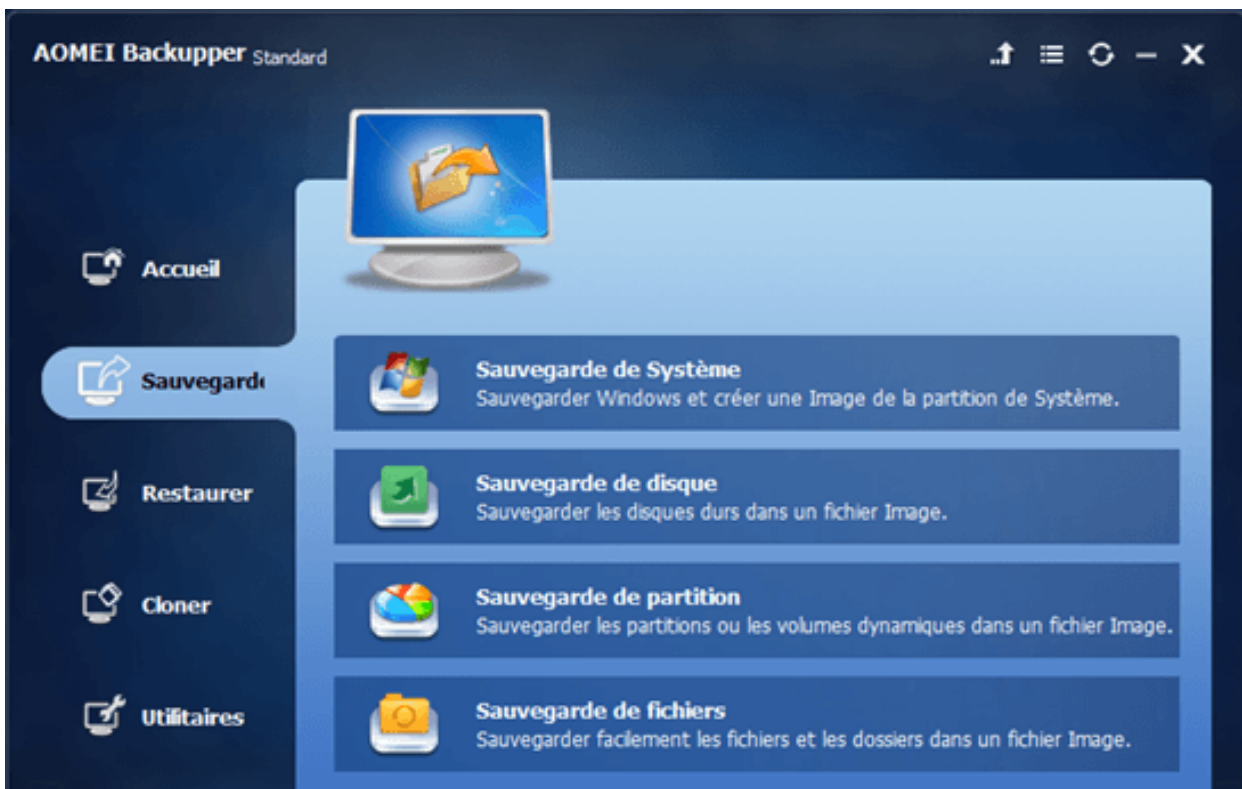 AOMEI Backupper Standard
Accueil
Sauvegarde
Restaurer
Cloner
Utilitaires
Sauvegarde de Système
Sauvegarder Windows et créer une Image de la partition de Système.
Sauvegarde de disque
Sauvegarder les disques durs dans un fichier Image.
Sauvegarde de partition
Sauvegarder les partitions ou les volumes dynamiques dans un fichier Image.
Sauvegarde de fichiers
Sauvegarder facilement les fichiers et les dossiers dans un fichier Image.